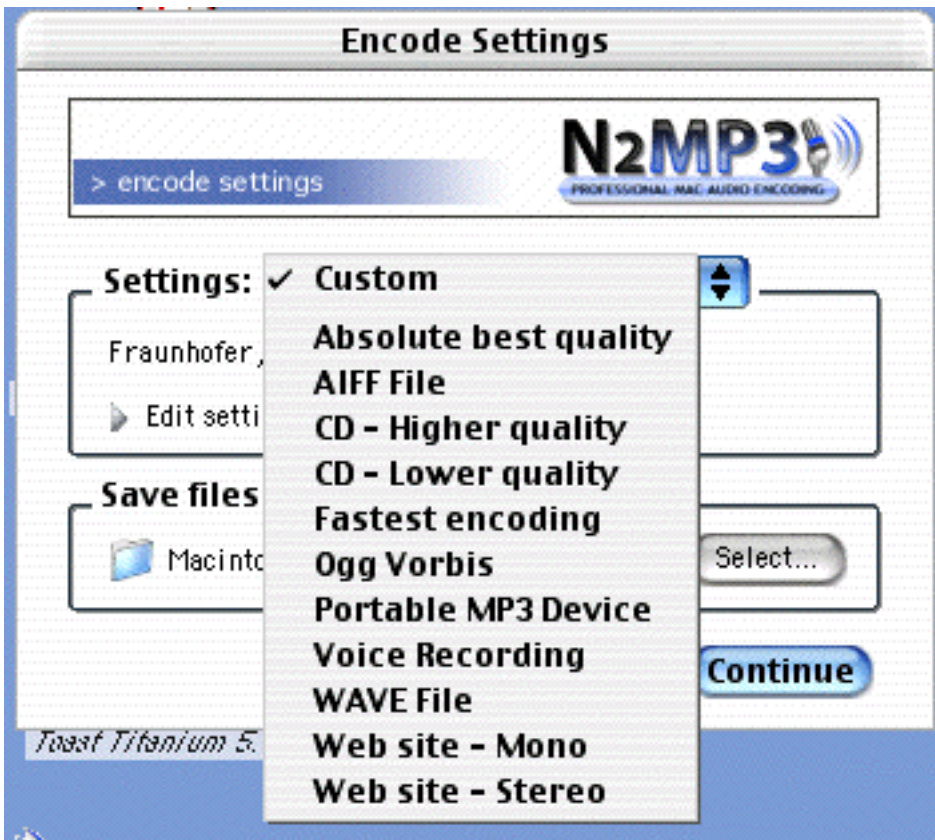 Encode Settings
N2MP3
PROFESSIONAL MAC AUDIO ENCODING
> encode settings
Settings: ✓ Custom
Absolute best quality
Fraunhofer,
AIFF File
Edit setti
CD - Higher quality
CD - Lower quality
Save files
Fastest encoding
Macinto
Ogg Vorbis
Select...
Portable MP3 Device
Voice Recording
Continue
WAVE File
Toast Titanium 5.
Web site - Mono
Web site - Stereo